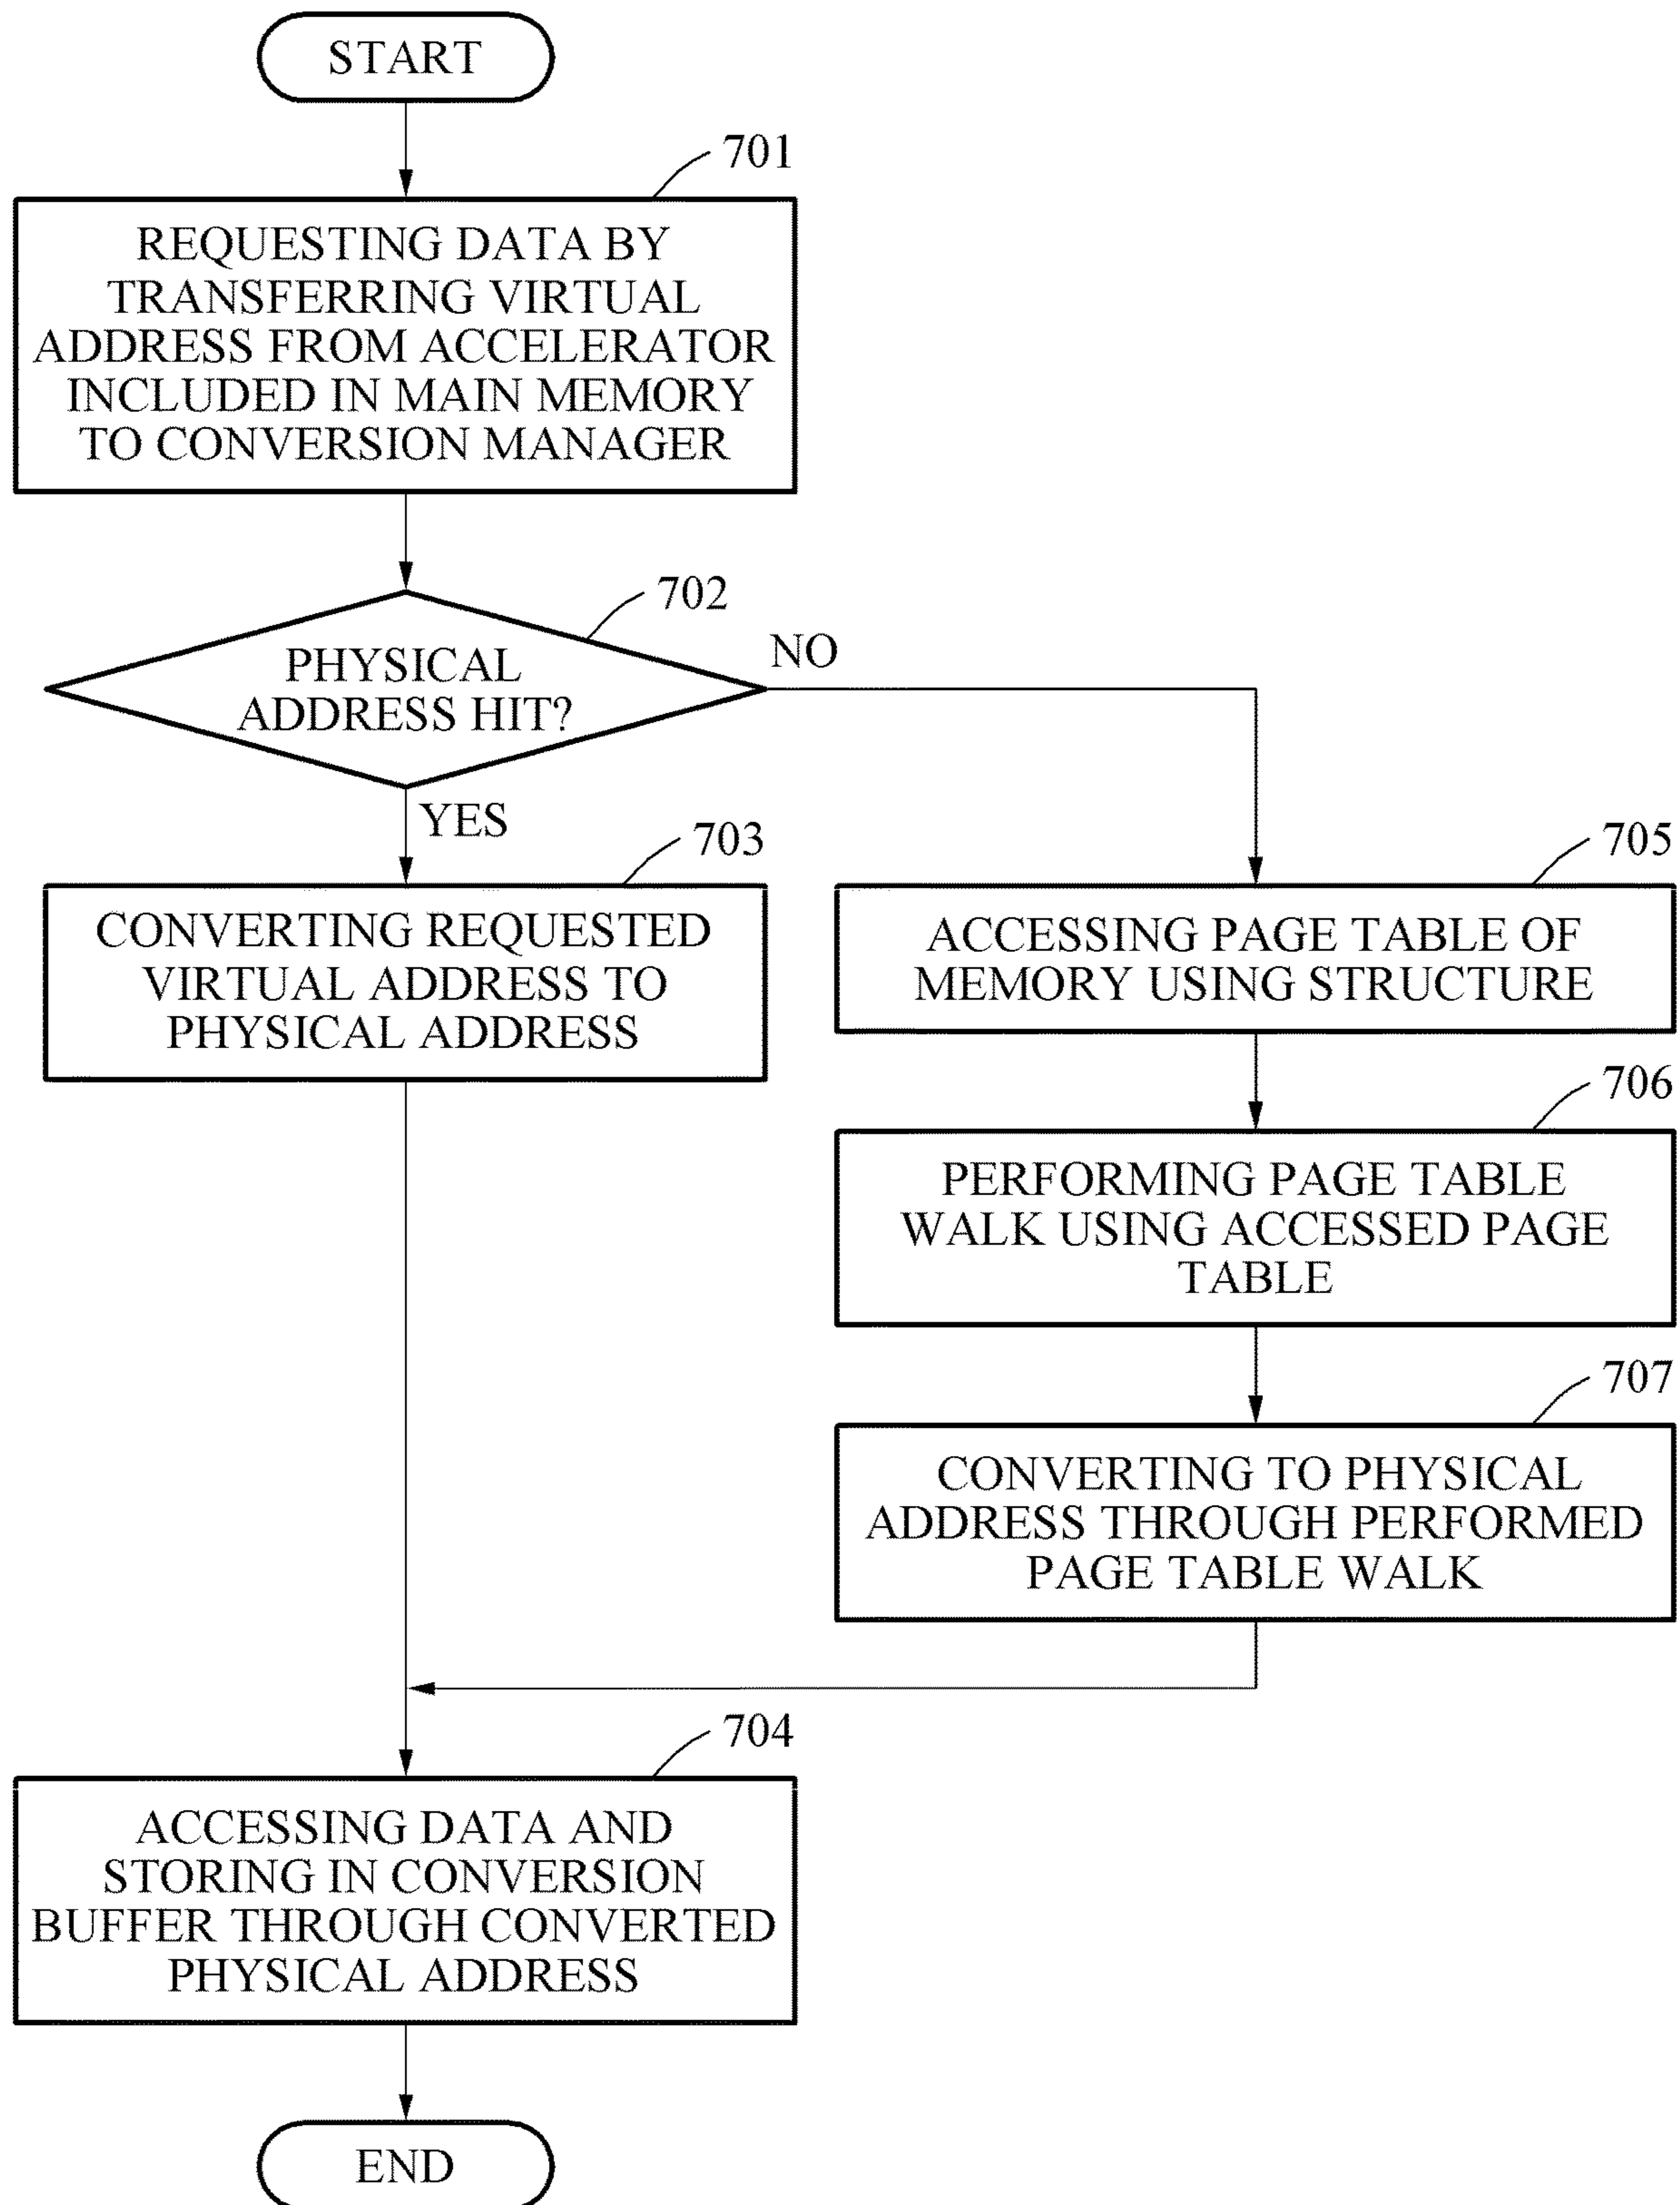 START
701
REQUESTING DATA BY
TRANSFERRING VIRTUAL
ADDRESS FROM ACCELERATOR
INCLUDED IN MAIN MEMORY
TO CONVERSION MANAGER
702
PHYSICAL
ADDRESS HIT?
NO
YES
703
CONVERTING REQUESTED
VIRTUAL ADDRESS TO
PHYSICAL ADDRESS
705
ACCESSING PAGE TABLE OF
MEMORY USING STRUCTURE
706
PERFORMING PAGE TABLE
WALK USING ACCESSED PAGE
TABLE
707
CONVERTING TO PHYSICAL
ADDRESS THROUGH PERFORMED
PAGE TABLE WALK
704
ACCESSING DATA AND
STORING IN CONVERSION
BUFFER THROUGH CONVERTED
PHYSICAL ADDRESS
END